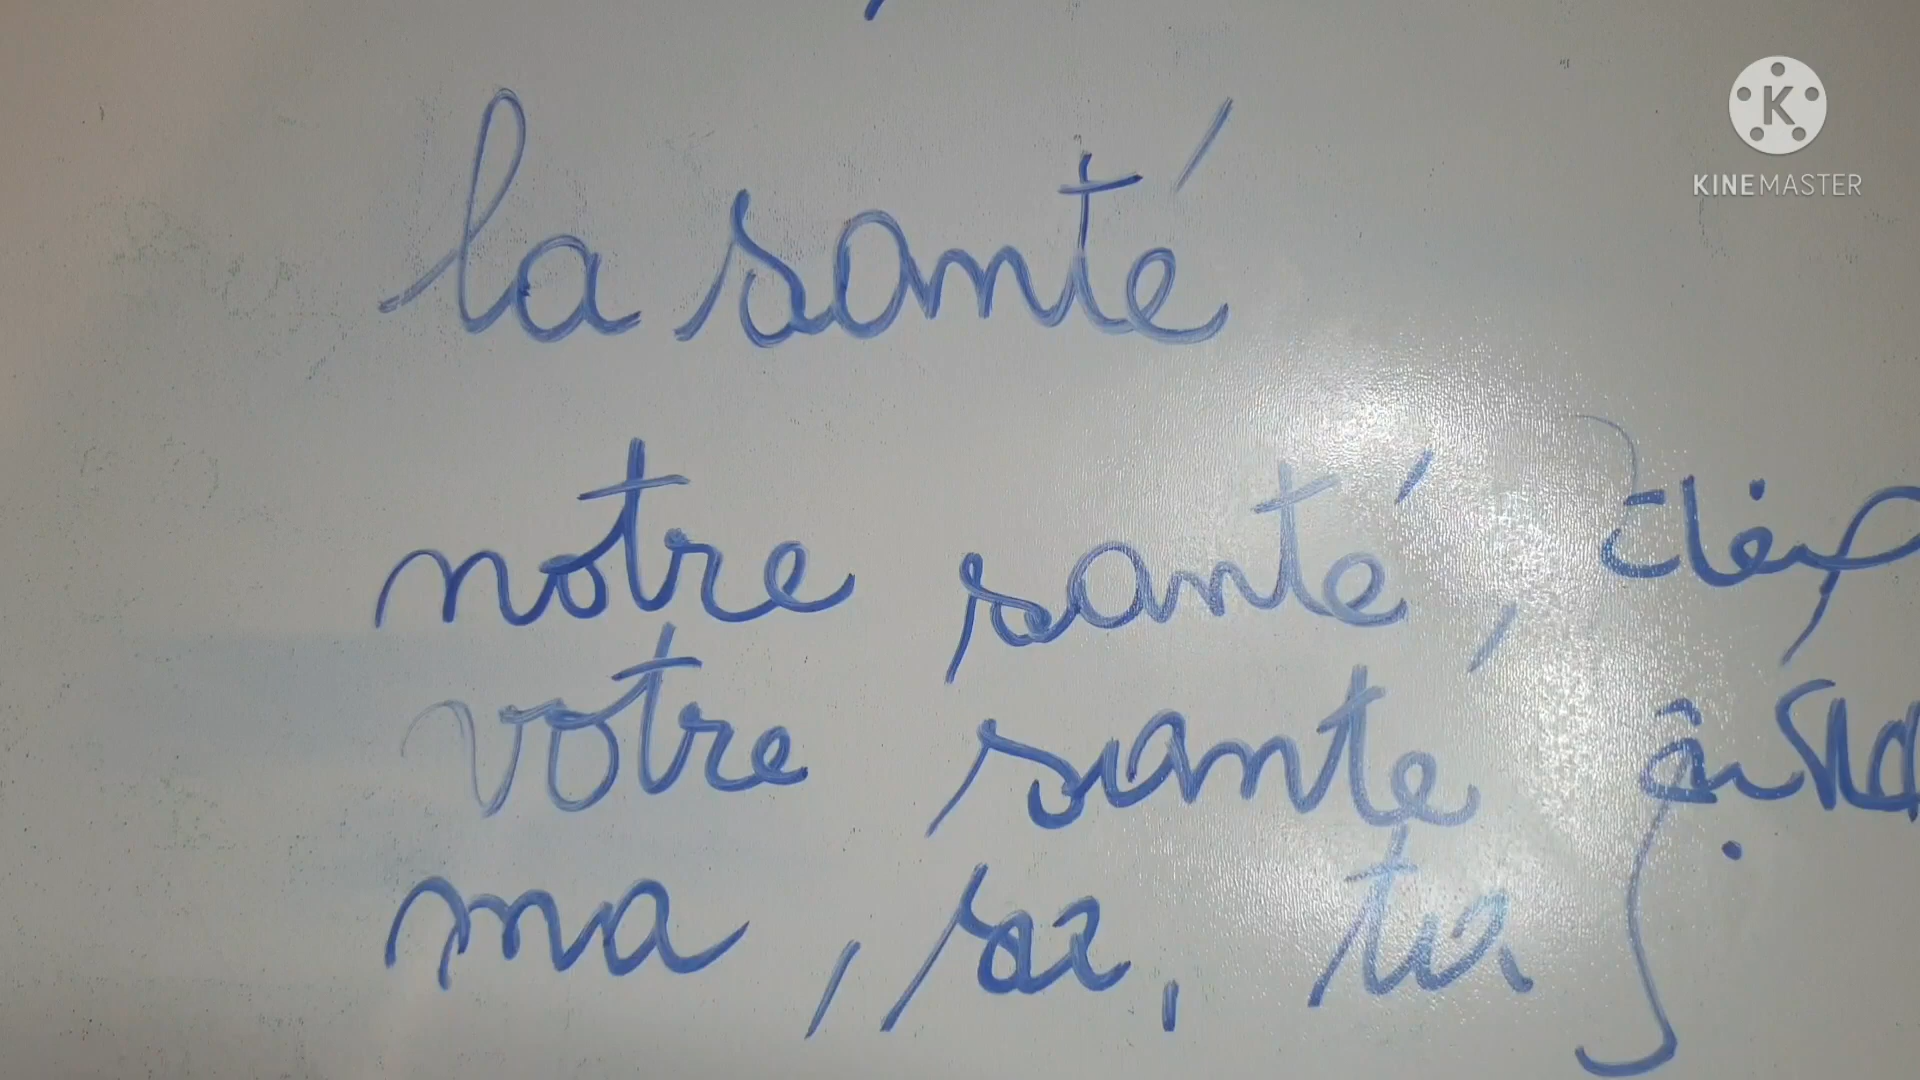 la santé
notre santé,
votre santé
ma, sa, ta
KINEMASTER